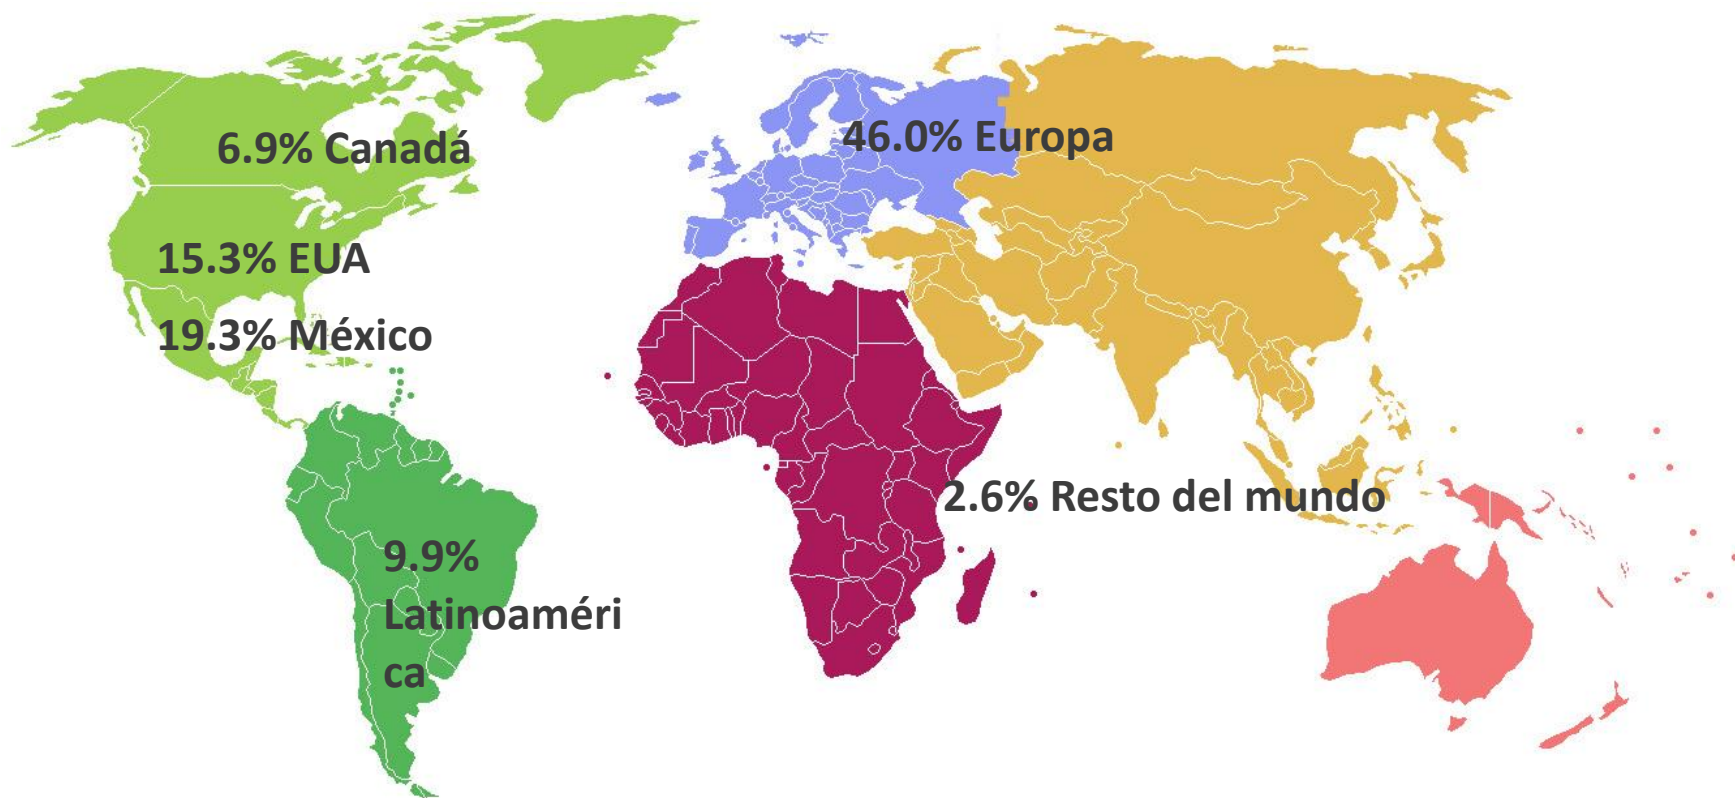 6.9% Canadá
46.0% Europa
15.3% EUA
19.3% México
2.6% Resto del mundo
9.9%
Latinoaméri
ca